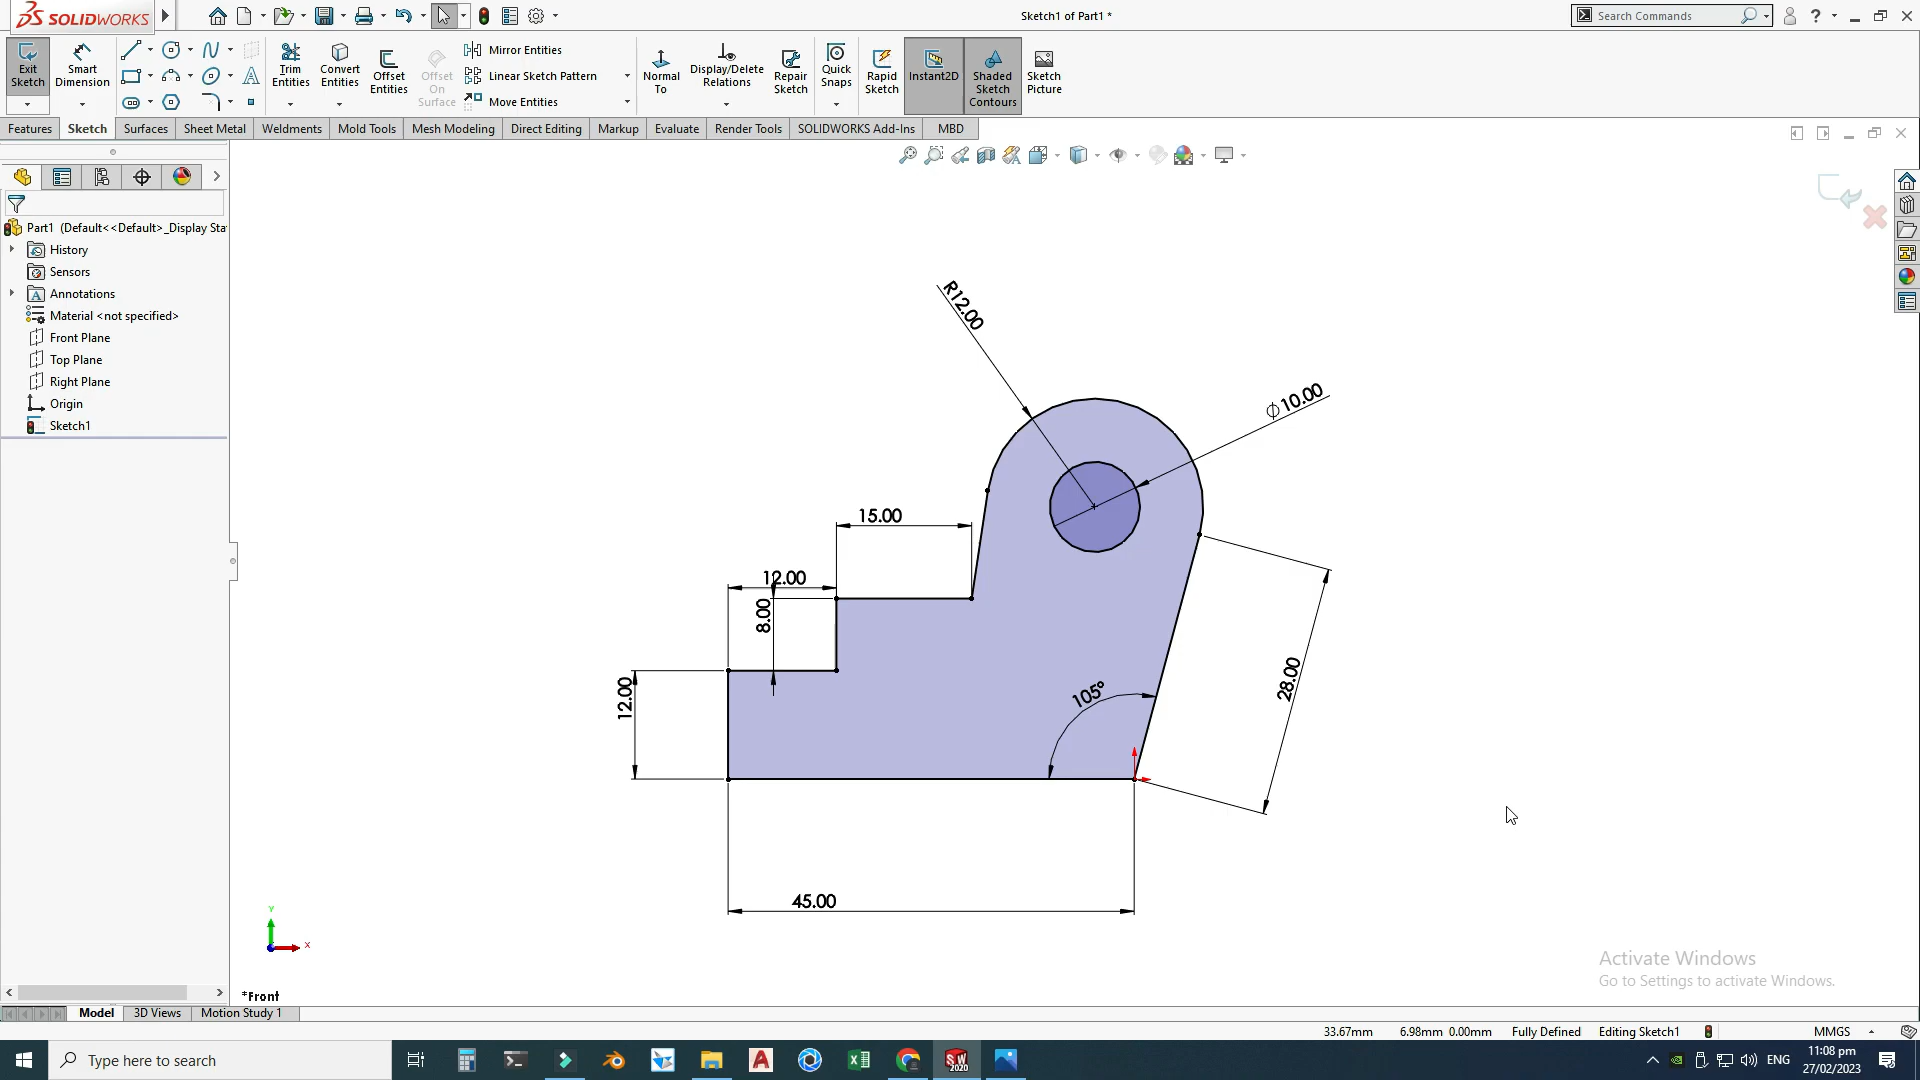 SOLIDWORKS
Sketch1 of Part1 *
Search Commands
Exit Sketch
Smart Dimension
Trim Entities
Convert Entities
Offset Entities
Offset On Surface
Mirror Entities
Linear Sketch Pattern
Move Entities
Normal To
Display/Delete Relations
Repair Sketch
Quick Snaps
Rapid Sketch
Instant2D
Shaded Sketch Contours
Sketch Picture
Features Sketch Surfaces Sheet Metal Weldments Mold Tools Mesh Modeling Direct Editing Markup Evaluate Render Tools SOLIDWORKS Add-Ins MBD
Part1 (Default<<Default>_Display Sta
History
Sensors
Annotations
Material <not specified>
Front Plane
Top Plane
Right Plane
Origin
Sketch1
R12.00
⌀10.00
15.00
12.00
8.00
12.00
105°
28.00
45.00
Y
X
*Front
Activate Windows
Go to Settings to activate Windows.
Model 3D Views Motion Study 1
33.67mm 6.98mm 0.00mm Fully Defined Editing Sketch1 MMGS
Type here to search
SW 2020
ENG
11:08 pm
27/02/2023